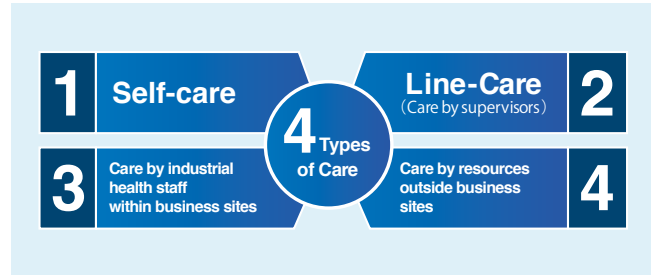 1
Self-care
Line-Care
（Care by supervisors）
2
4 Types
of Care
3
Care by industrial
health staff
within business sites
Care by resources
outside business
sites
4